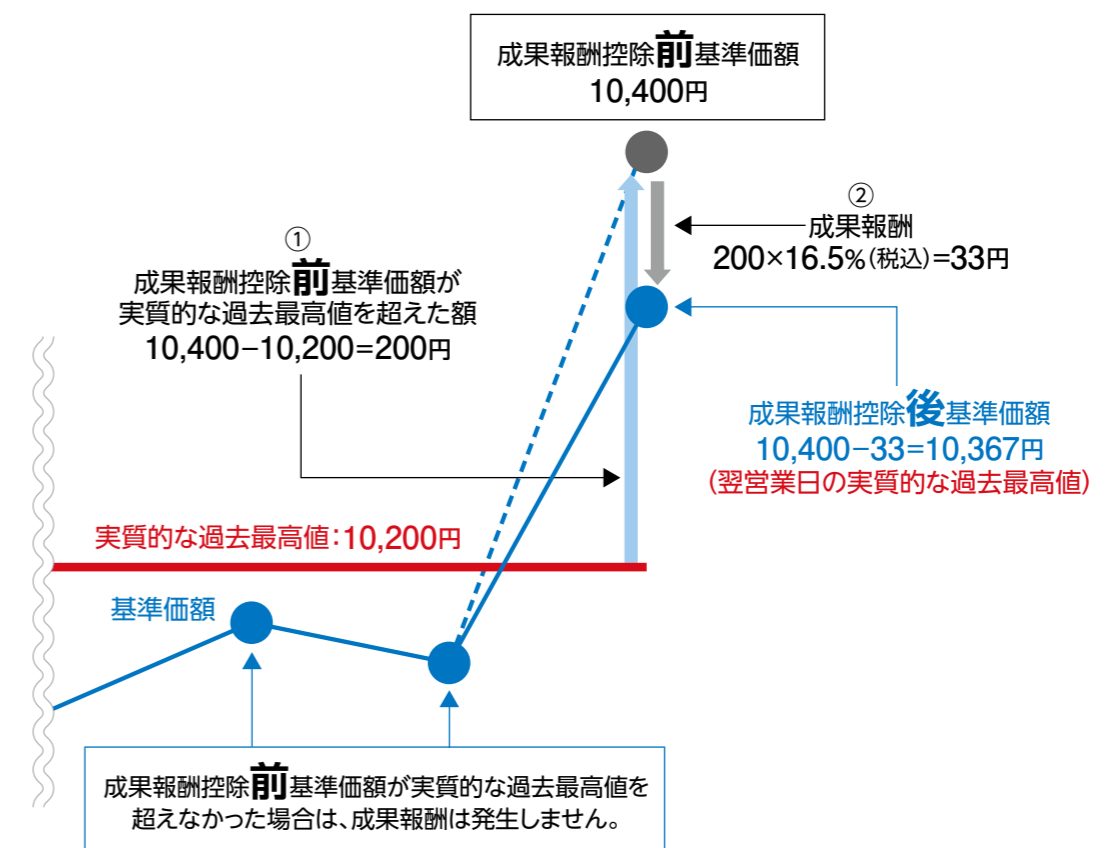 成果報酬控除前基準価額
10,400円
①
成果報酬控除前基準価額が
実質的な過去最高値を超えた額
10,400−10,200=200円
②
成果報酬
200×16.5%(税込)=33円
成果報酬控除後基準価額
10,400−33=10,367円
(翌営業日の実質的な過去最高値)
実質的な過去最高値:10,200円
基準価額
成果報酬控除前基準価額が実質的な過去最高値を
超えなかった場合は、成果報酬は発生しません。